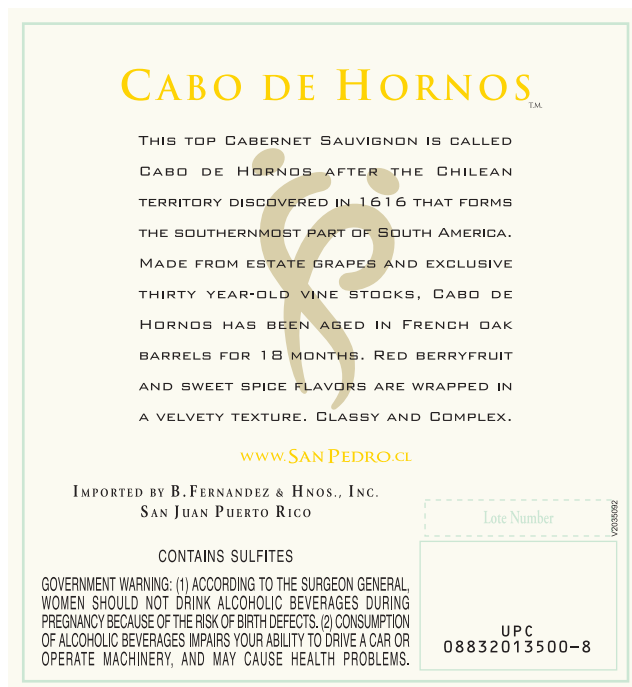 CABO DE HORNOS T.M.
THIS TOP CABERNET SAUVIGNON IS CALLED
CABO DE HORNOS AFTER THE CHILEAN
TERRITORY DISCOVERED IN 1616 THAT FORMS
THE SOUTHERNMOST PART OF SOUTH AMERICA.
MADE FROM ESTATE GRAPES AND EXCLUSIVE
THIRTY YEAR-OLD VINE STOCKS, CABO DE
HORNOS HAS BEEN AGED IN FRENCH OAK
BARRELS FOR 18 MONTHS. RED BERRYFRUIT
AND SWEET SPICE FLAVORS ARE WRAPPED IN
A VELVETY TEXTURE. CLASSY AND COMPLEX.
WWW.SANPEDRO.CL
IMPORTED BY B.FERNANDEZ & HNOS., INC.
SAN JUAN PUERTO RICO
CONTAINS SULFITES
GOVERNMENT WARNING: (1) ACCORDING TO THE SURGEON GENERAL,
WOMEN SHOULD NOT DRINK ALCOHOLIC BEVERAGES DURING
PREGNANCY BECAUSE OF THE RISK OF BIRTH DEFECTS. (2) CONSUMPTION
OF ALCOHOLIC BEVERAGES IMPAIRS YOUR ABILITY TO DRIVE A CAR OR
OPERATE MACHINERY, AND MAY CAUSE HEALTH PROBLEMS.
Lote Number
V2035092
UPC
08832013500-8